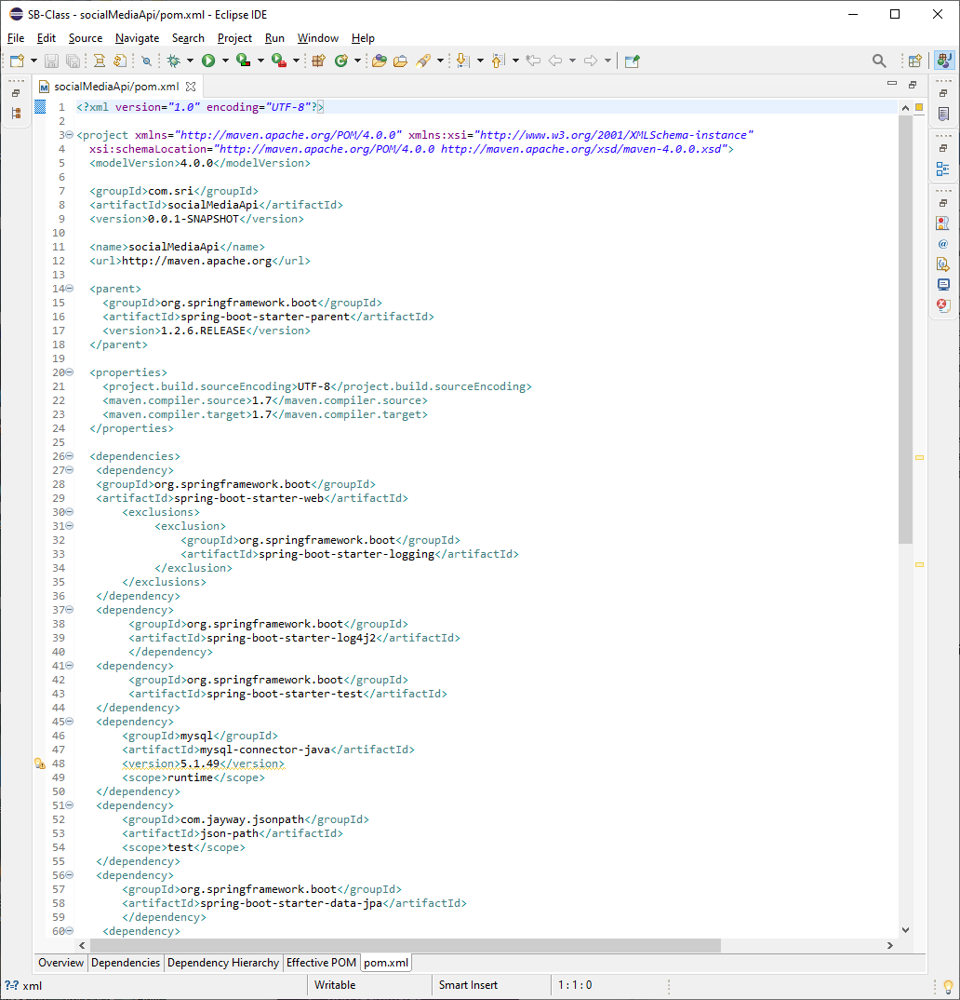 SB-Class - socialMediaApi/pom.xml - Eclipse IDE
File Edit Source Navigate Search Project Run Window Help
socialMediaApi/pom.xml
1 <?xml version="1.0" encoding="UTF-8"?>
2
3 <project xmlns="http://maven.apache.org/POM/4.0.0" xmlns:xsi="http://www.w3.org/2001/XMLSchema-instance"
4 xsi:schemaLocation="http://maven.apache.org/POM/4.0.0 http://maven.apache.org/xsd/maven-4.0.0.xsd">
5 <modelVersion>4.0.0</modelVersion>
6
7 <groupId>com.sri</groupId>
8 <artifactId>socialMediaApi</artifactId>
9 <version>0.0.1-SNAPSHOT</version>
10
11 <name>socialMediaApi</name>
12 <url>http://maven.apache.org</url>
13
14 <parent>
15 <groupId>org.springframework.boot</groupId>
16 <artifactId>spring-boot-starter-parent</artifactId>
17 <version>1.2.6.RELEASE</version>
18 </parent>
19
20 <properties>
21 <project.build.sourceEncoding>UTF-8</project.build.sourceEncoding>
22 <maven.compiler.source>1.7</maven.compiler.source>
23 <maven.compiler.target>1.7</maven.compiler.target>
24 </properties>
25
26 <dependencies>
27 <dependency>
28 <groupId>org.springframework.boot</groupId>
29 <artifactId>spring-boot-starter-web</artifactId>
30 <exclusions>
31 <exclusion>
32 <groupId>org.springframework.boot</groupId>
33 <artifactId>spring-boot-starter-logging</artifactId>
34 </exclusion>
35 </exclusions>
36 </dependency>
37 <dependency>
38 <groupId>org.springframework.boot</groupId>
39 <artifactId>spring-boot-starter-log4j2</artifactId>
40 </dependency>
41 <dependency>
42 <groupId>org.springframework.boot</groupId>
43 <artifactId>spring-boot-starter-test</artifactId>
44 </dependency>
45 <dependency>
46 <groupId>mysql</groupId>
47 <artifactId>mysql-connector-java</artifactId>
48 <version>5.1.49</version>
49 <scope>runtime</scope>
50 </dependency>
51 <dependency>
52 <groupId>com.jayway.jsonpath</groupId>
53 <artifactId>json-path</artifactId>
54 <scope>test</scope>
55 </dependency>
56 <dependency>
57 <groupId>org.springframework.boot</groupId>
58 <artifactId>spring-boot-starter-data-jpa</artifactId>
59 </dependency>
60 <dependency>
Overview Dependencies Dependency Hierarchy Effective POM pom.xml
xml Writable Smart Insert 1 : 1 : 0